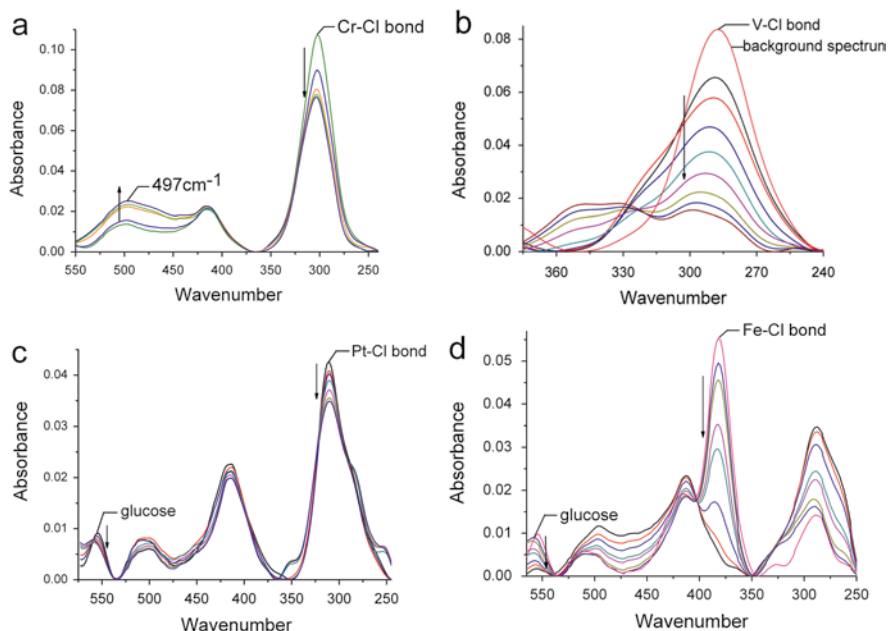 a
Cr-Cl bond
0.10
0.08
0.06
0.04
0.02
0.00
Absorbance
497cm-1
550 500 450 400 350 300 250
Wavenumber
b
V-Cl bond
background spectrum
0.08
0.06
0.04
0.02
0.00
Absorbance
360 330 300 270 240
Wavenumber
c
Pt-Cl bond
0.04
0.03
0.02
0.01
0.00
Absorbance
glucose
575 500 425 350 275
550 500 450 400 350 300 250
Wavenumber
d
Fe-Cl bond
0.05
0.04
0.03
0.02
0.01
0.00
Absorbance
glucose
550 500 450 400 350 300 250
Wavenumber